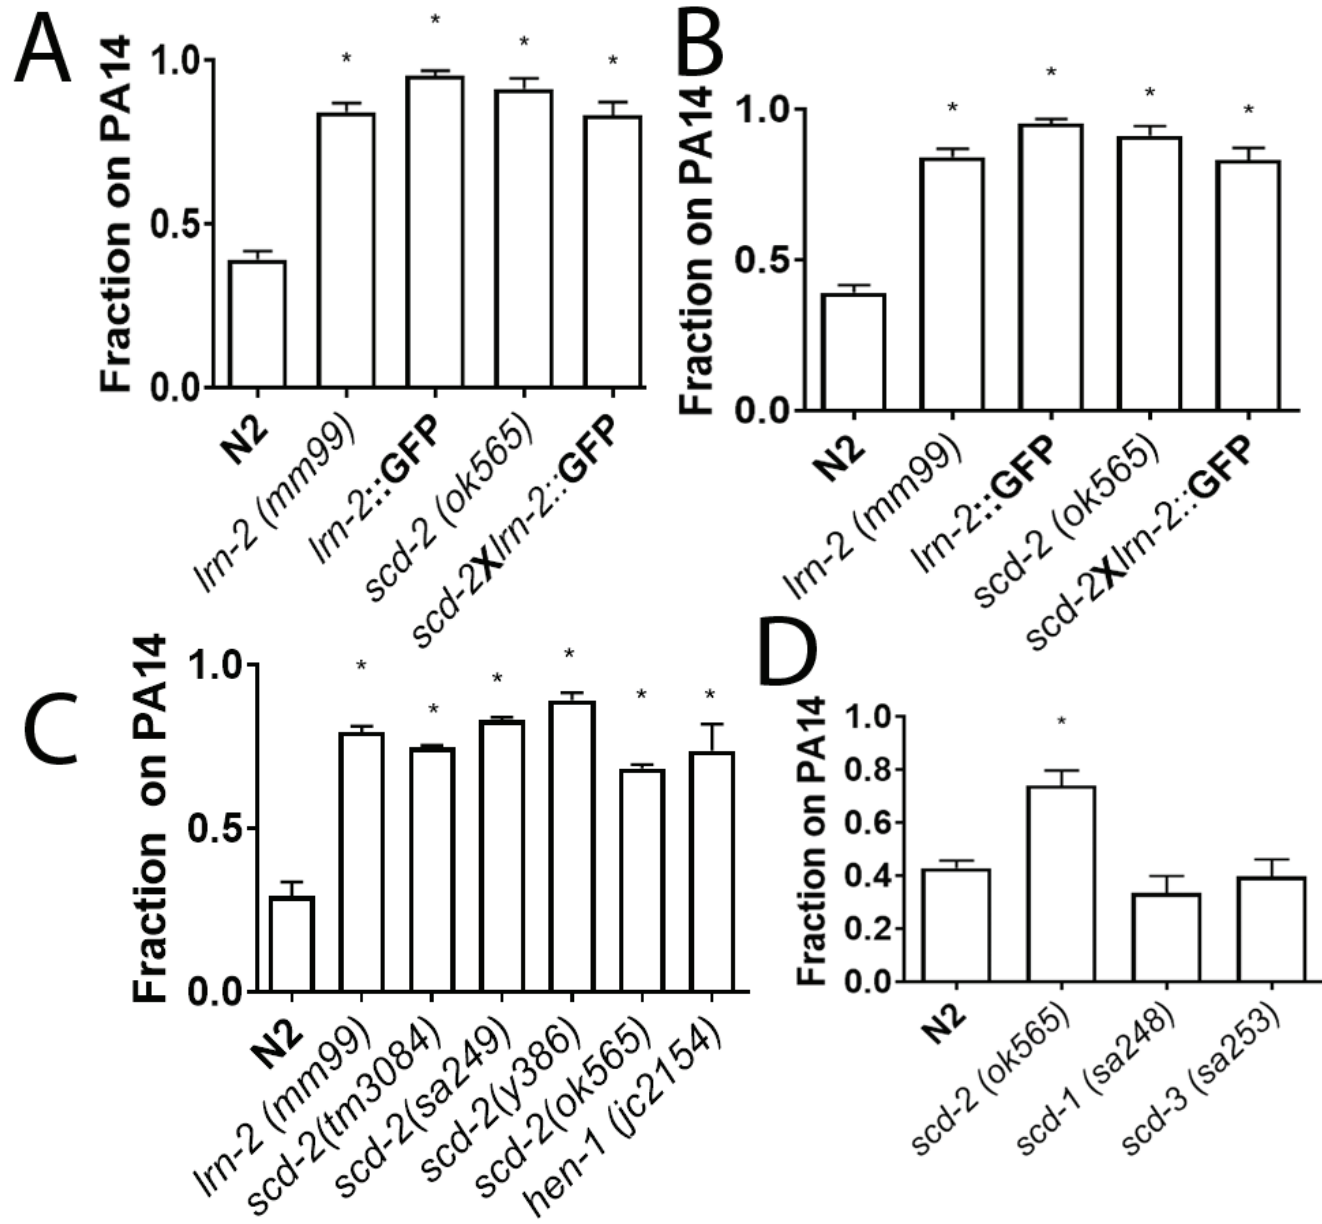 A
Fraction on PA14
1.0
0.5
0.0
*
*
*
*
N2
lrn-2 (mm99)
lrn-2::GFP
scd-2 (ok565)
scd-2Xlrn-2::GFP
B
Fraction on PA14
1.0
0.5
0.0
*
*
*
*
N2
lrn-2 (mm99)
lrn-2::GFP
scd-2 (ok565)
scd-2Xlrn-2::GFP
C
Fraction on PA14
1.0
0.5
0.0
*
*
*
*
*
*
N2
lrn-2 (mm99)
scd-2(tm3084)
scd-2(sa249)
scd-2(y386)
scd-2(ok565)
hen-1 (jc2154)
D
Fraction on PA14
1.0
0.8
0.6
0.4
0.2
0.0
*
N2
scd-2 (ok565)
scd-1 (sa248)
scd-3 (sa253)